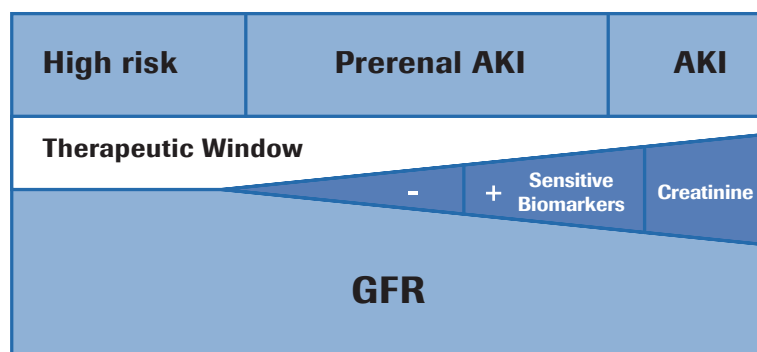 High risk
Prerenal AKI
AKI
Therapeutic Window
-
+
Sensitive
Biomarkers
Creatinine
GFR